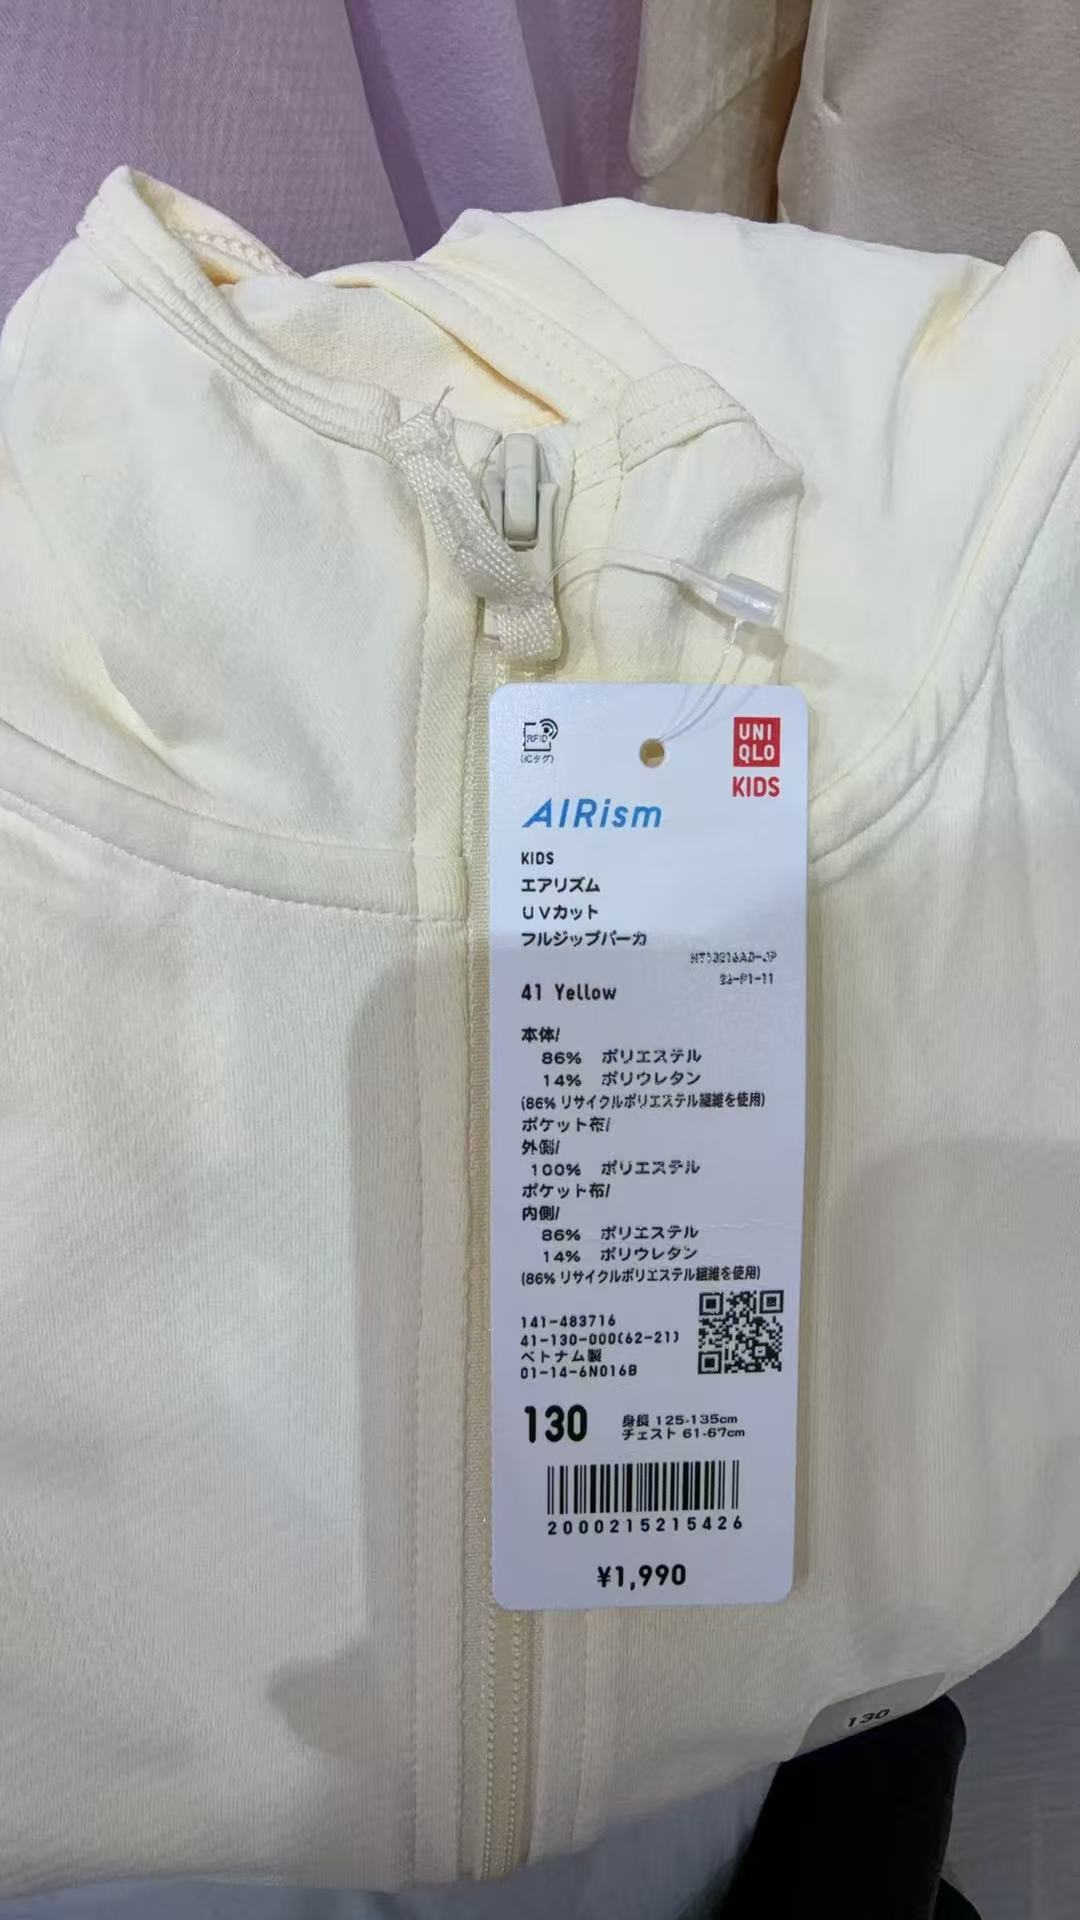 RFID
(ICタグ)
UNI
QLO
KIDS
AIRism
KIDS
エアリズム
UVカット
フルジップパーカ
41 Yellow
本体/
86% ポリエステル
14% ポリウレタン
(86% リサイクルポリエステル繊維を使用)
ポケット布/
外側/
100% ポリエステル
ポケット布/
内側/
86% ポリエステル
14% ポリウレタン
(86% リサイクルポリエステル繊維を使用)
141-483716
41-130-000(62-21)
ベトナム製
01-14-6N016B
130
身長 125-135cm
チェスト 61-67cm
2000215215426
¥1,990
130